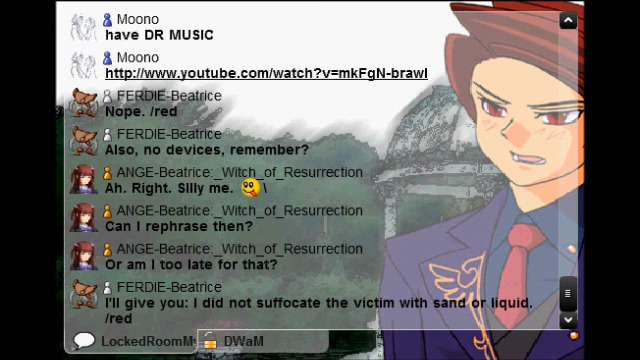 Moono
have DR MUSIC
Moono
http://www.youtube.com/watch?v=mkFgN-brawI
FERDIE-Beatrice
Nope. /red
FERDIE-Beatrice
Also, no devices, remember?
ANGE-Beatrice:_Witch_of_Resurrection
Ah. Right. SIlly me. \
ANGE-Beatrice:_Witch_of_Resurrection
Can I rephrase then?
ANGE-Beatrice:_Witch_of_Resurrection
Or am I too late for that?
FERDIE-Beatrice
I'll give you: I did not suffocate the victim with sand or liquid.
/red
LockedRoomM DWaM